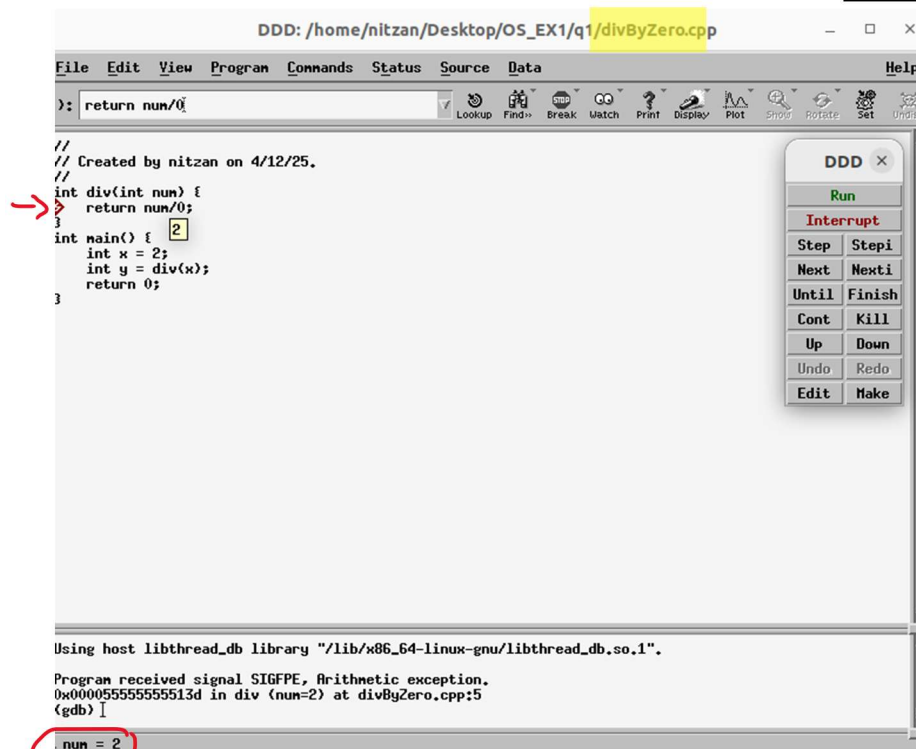 DDD: /home/nitzan/Desktop/OS_EX1/q1/divByZero.cpp
File Edit View Program Commands Status Source Data Help
): return num/0
Lookup Find>> Break Watch Print Display Plot Show Rotate Set Undis
//
// Created by nitzan on 4/12/25.
//
int div(int num) {
return num/0;
}
2
int main() {
int x = 2;
int y = div(x);
return 0;
}
DDD
Run
Interrupt
Step Stepi
Next Nexti
Until Finish
Cont Kill
Up Down
Undo Redo
Edit Make
Using host libthread_db library "/lib/x86_64-linux-gnu/libthread_db.so.1".
Program received signal SIGFPE, Arithmetic exception.
0x000055555555513d in div (num=2) at divByZero.cpp:5
(gdb)
num = 2